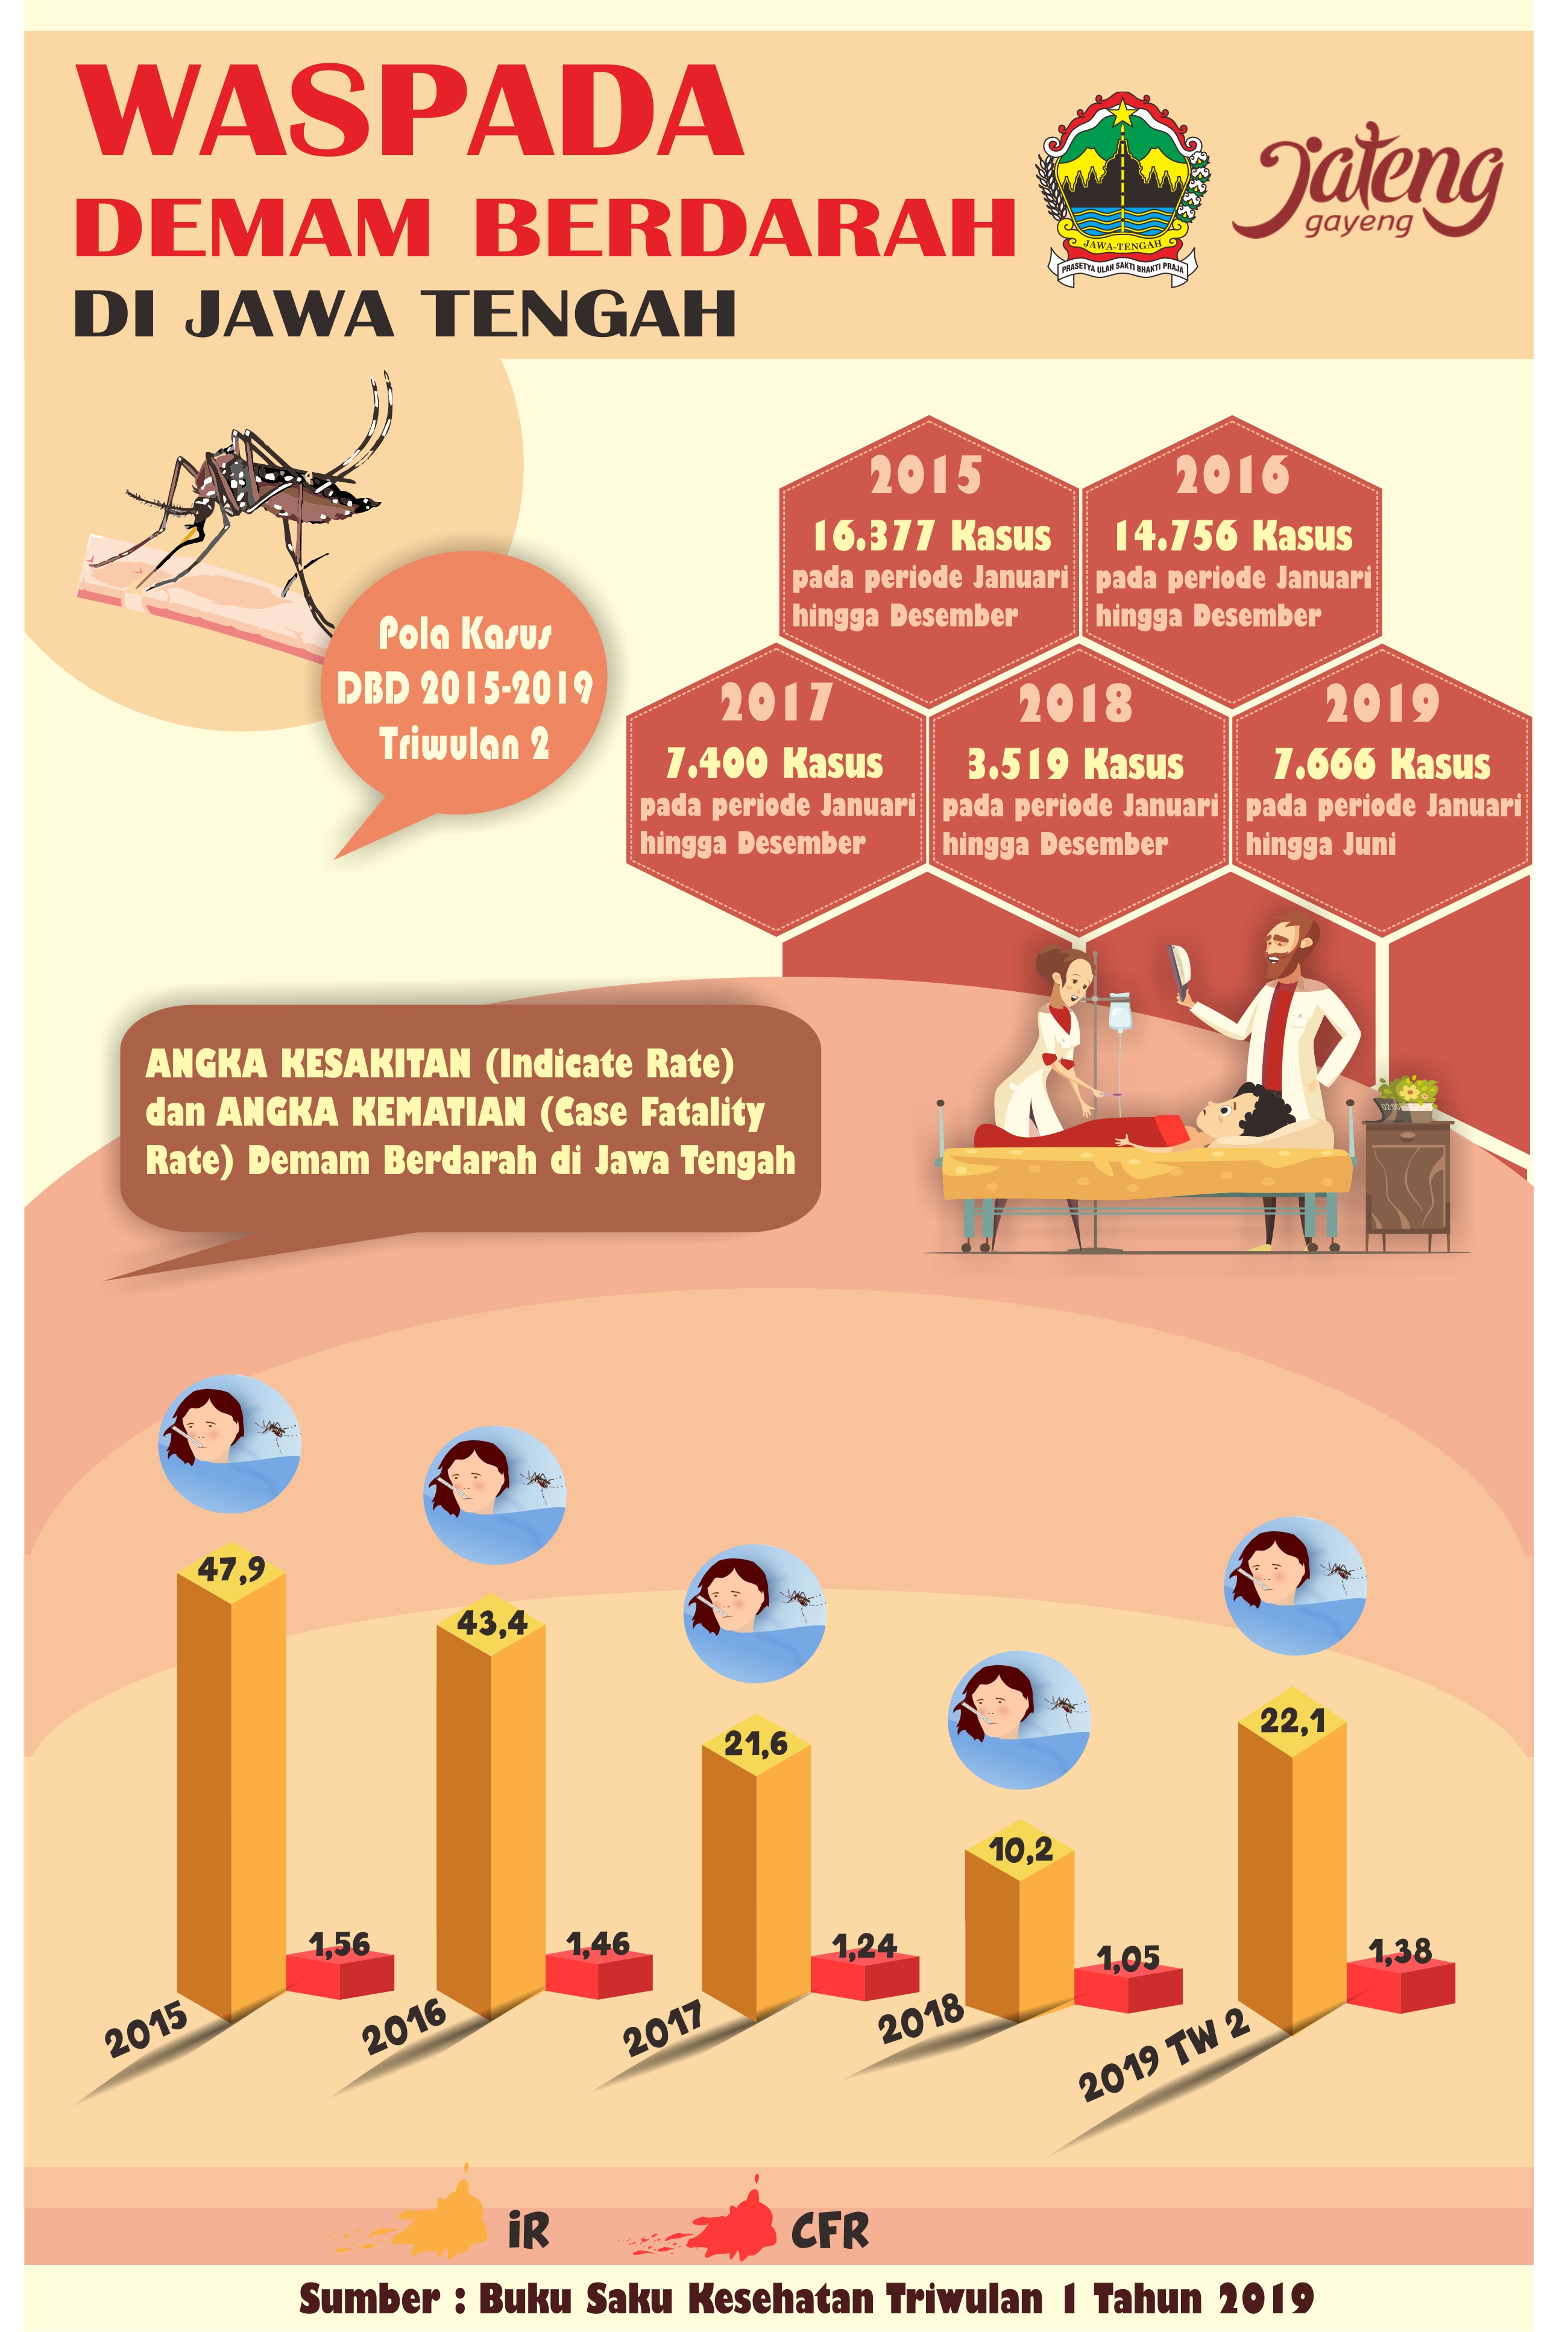 WASPADA
DEMAM BERDARAH
DI JAWA TENGAH
JAWA-TENGAH
PRASETYA ULAH SAKTI BHAKTI PRAJA
jateng
gayeng
Pola Kasus
DBD 2015-2019
Triwulan 2
2015
16.377 Kasus
pada periode Januari
hingga Desember
2016
14.756 Kasus
pada periode Januari
hingga Desember
2017
7.400 Kasus
pada periode Januari
hingga Desember
2018
3.519 Kasus
pada periode Januari
hingga Desember
2019
7.666 Kasus
pada periode Januari
hingga Juni
ANGKA KESAKITAN (Indicate Rate)
dan ANGKA KEMATIAN (Case Fatality
Rate) Demam Berdarah di Jawa Tengah
47,9
1,56
2015
43,4
1,46
2016
21,6
1,24
2017
10,2
1,05
2018
22,1
1,38
2019 TW 2
iR
CFR
Sumber : Buku Saku Kesehatan Triwulan 1 Tahun 2019